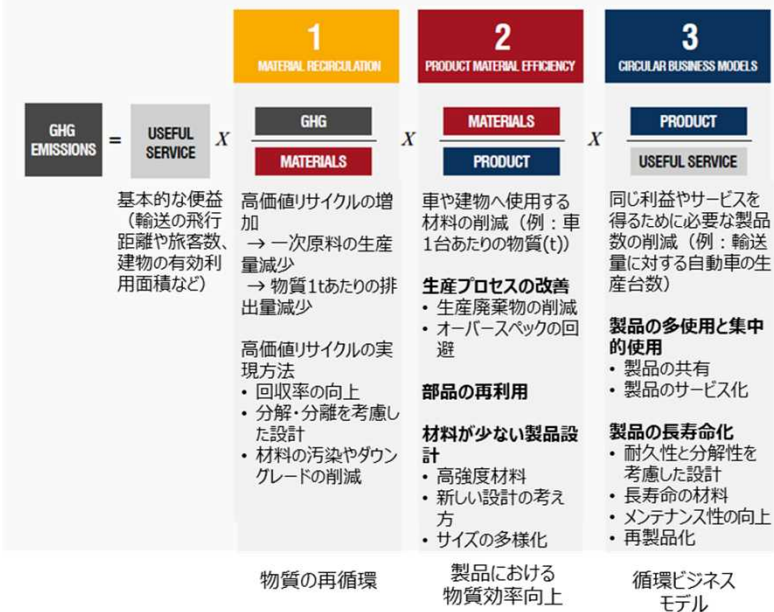 1
MATERIAL RECIRCULATION
2
PRODUCT MATERIAL EFFICIENCY
3
CIRCULAR BUSINESS MODELS
GHG
EMISSIONS
=
USEFUL
SERVICE
X
GHG
MATERIALS
X
MATERIALS
PRODUCT
X
PRODUCT
USEFUL SERVICE
基本的な便益
(輸送の飛行
距離や旅客数、
建物の有効利
用面積など)
高価値リサイクルの増
加
→ 一次原料の生産
量減少
→ 物質1tあたりの排
出量減少
高価値リサイクルの実
現方法
• 回収率の向上
• 分解・分離を考慮し
た設計
• 材料の汚染やダウン
グレードの削減
車や建物へ使用する
材料の削減（例：車
1台あたりの物質(t)）
生産プロセスの改善
• 生産廃棄物の削減
• オーバースペックの回
避
部品の再利用
材料が少ない製品設
計
• 高強度材料
• 新しい設計の考え
方
• サイズの多様化
同じ利益やサービスを
得るために必要な製品
数の削減（例：輸送
量に対する自動車の生
産台数）
製品の多使用と集中
的使用
• 製品の共有
• 製品のサービス化
製品の長寿命化
• 耐久性と分解性を
考慮した設計
• 長寿命の材料
• メンテナンス性の向上
• 再製品化
物質の再循環
製品における
物質効率向上
循環ビジネス
モデル